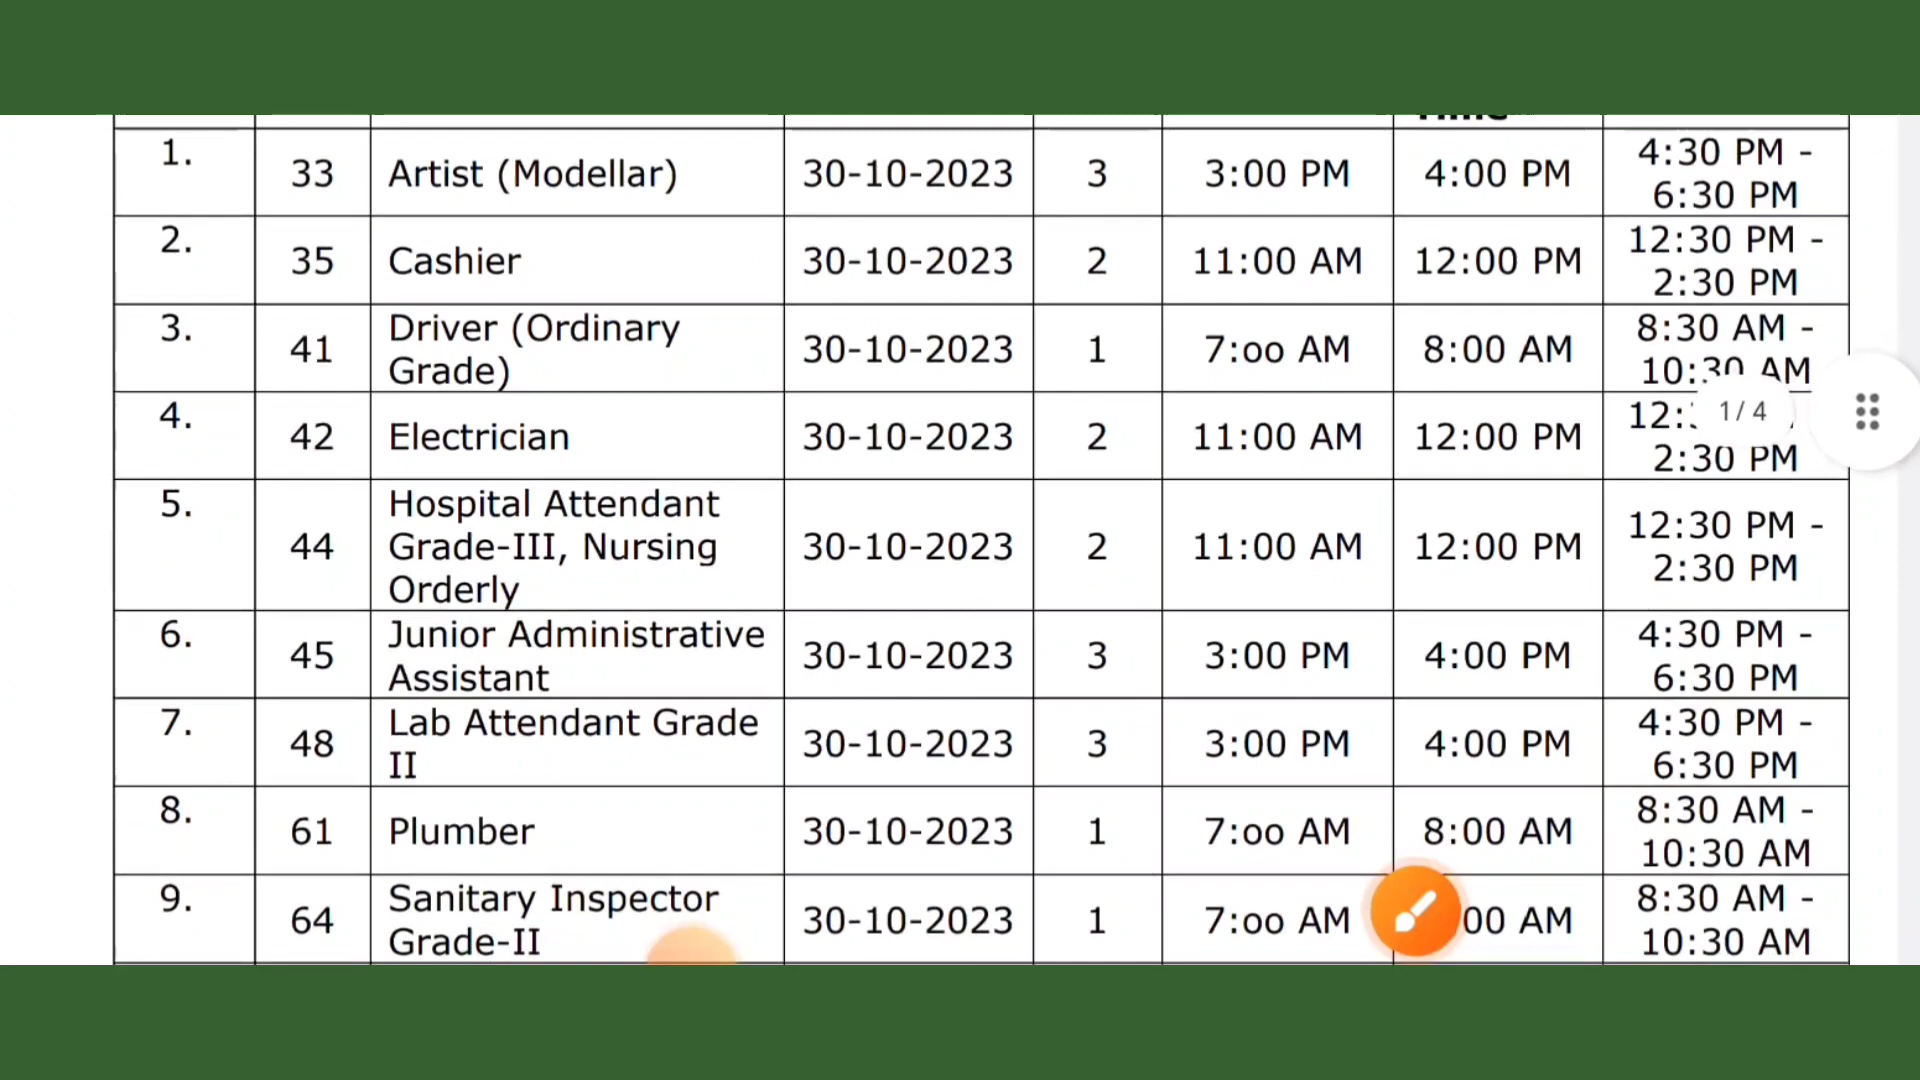 1. 33 Artist (Modellar) 30-10-2023 3 3:00 PM 4:00 PM 4:30 PM -
6:30 PM
2. 35 Cashier 30-10-2023 2 11:00 AM 12:00 PM 12:30 PM -
2:30 PM
3. 41 Driver (Ordinary
Grade) 30-10-2023 1 7:oo AM 8:00 AM 8:30 AM -
10:30 AM
4. 42 Electrician 30-10-2023 2 11:00 AM 12:00 PM 12:
2:30 PM
1/4
5. 44 Hospital Attendant
Grade-III, Nursing
Orderly 30-10-2023 2 11:00 AM 12:00 PM 12:30 PM -
2:30 PM
6. 45 Junior Administrative
Assistant 30-10-2023 3 3:00 PM 4:00 PM 4:30 PM -
6:30 PM
7. 48 Lab Attendant Grade
II 30-10-2023 3 3:00 PM 4:00 PM 4:30 PM -
6:30 PM
8. 61 Plumber 30-10-2023 1 7:oo AM 8:00 AM 8:30 AM -
10:30 AM
9. 64 Sanitary Inspector
Grade-II 30-10-2023 1 7:oo AM 00 AM 8:30 AM -
10:30 AM